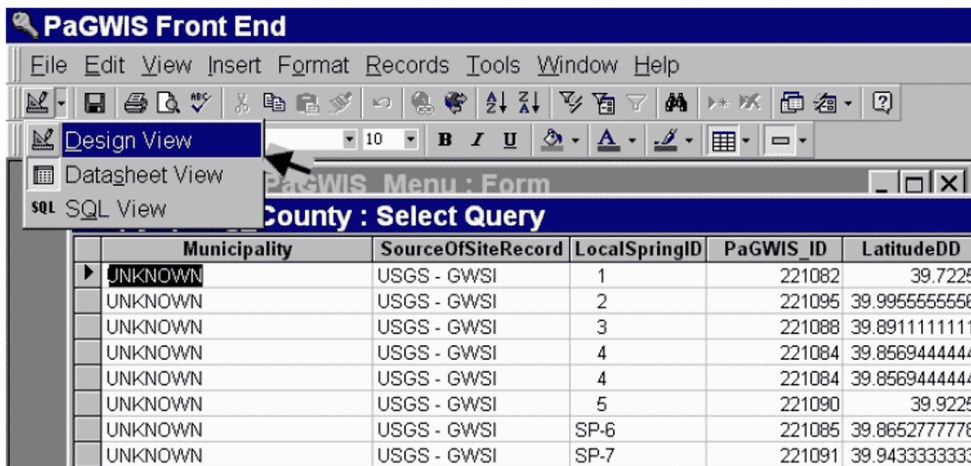 PaGWIS Front End
File Edit View Insert Format Records Tools Window Help
ABC
Design View 10 B I U A
Datasheet View
PaGWIS Menu : Form
SQL SQL View
County : Select Query
Municipality SourceOfSiteRecord LocalSpringID PaGWIS_ID LatitudeDD
UNKNOWN USGS - GWSI 1 221082 39.7225
UNKNOWN USGS - GWSI 2 221095 39.9955555556
UNKNOWN USGS - GWSI 3 221088 39.8911111111
UNKNOWN USGS - GWSI 4 221084 39.8569444444
UNKNOWN USGS - GWSI 4 221084 39.8569444444
UNKNOWN USGS - GWSI 5 221090 39.9225
UNKNOWN USGS - GWSI SP-6 221085 39.8652777778
UNKNOWN USGS - GWSI SP-7 221091 39.9433333333